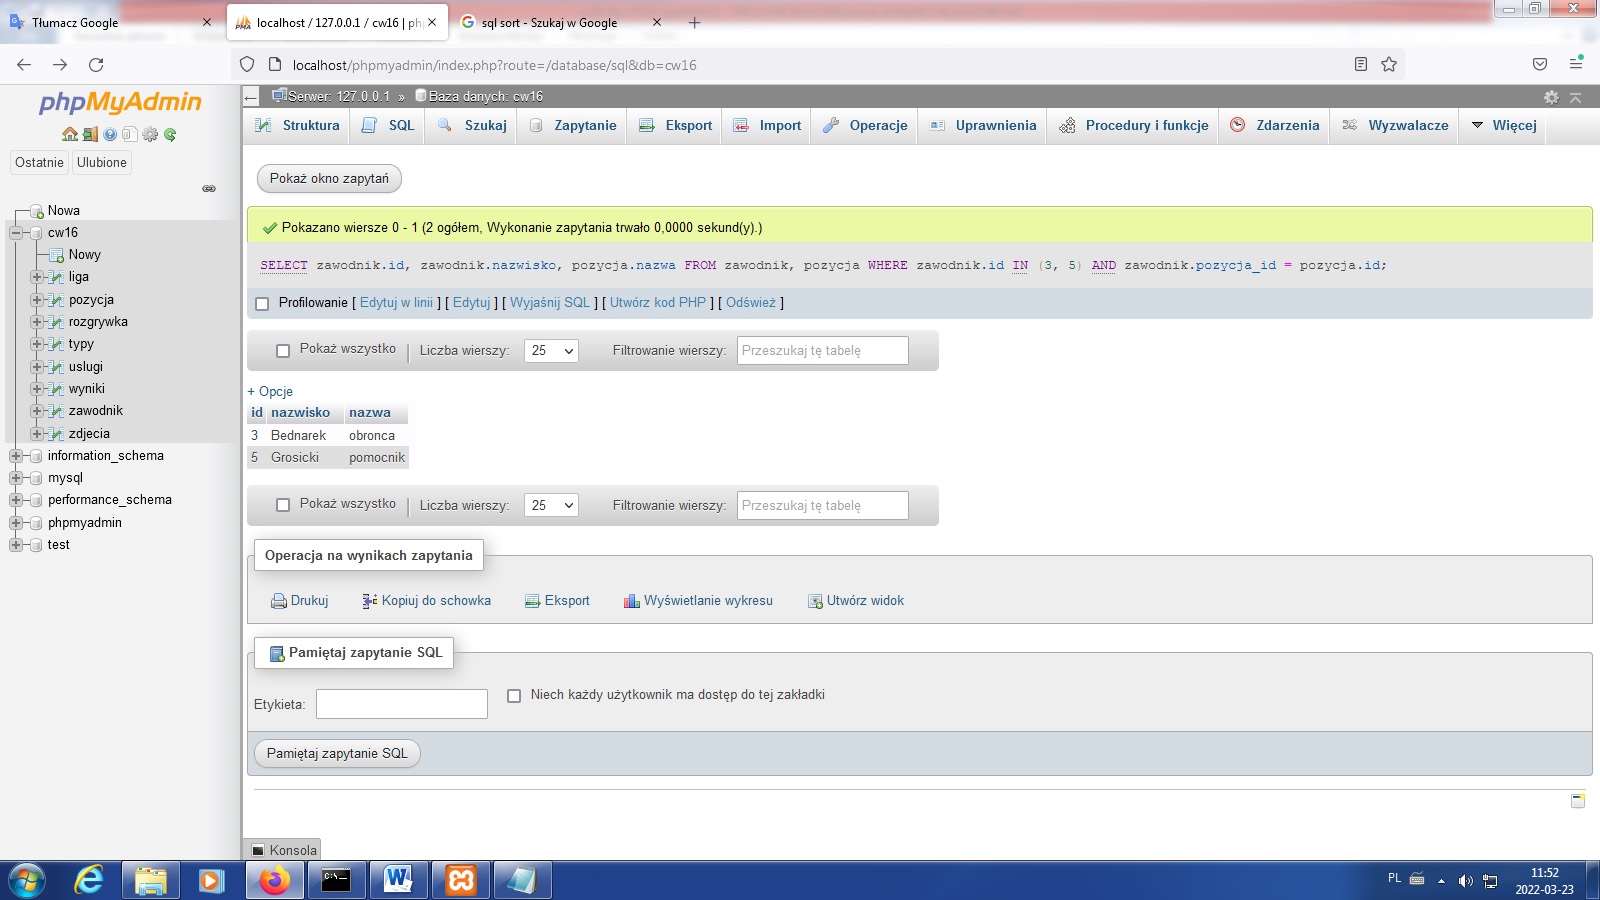 Tłumacz Google
localhost / 127.0.0.1 / cw16 | ph
sql sort - Szukaj w Google
localhost/phpmyadmin/index.php?route=/database/sql&db=cw16
phpMyAdmin
Ostatnie
Ulubione
Nowa
cw16
Nowy
liga
pozycja
rozgrywka
typy
uslugi
wyniki
zawodnik
zdjecia
information_schema
mysql
performance_schema
phpmyadmin
test
Serwer: 127.0.0.1 » Baza danych: cw16
Struktura SQL Szukaj Zapytanie Eksport Import Operacje Uprawnienia Procedury i funkcje Zdarzenia Wyzwalacze Więcej
Pokaż okno zapytań
Pokazano wiersze 0 - 1 (2 ogółem, Wykonanie zapytania trwało 0,0000 sekund(y).)
SELECT zawodnik.id, zawodnik.nazwisko, pozycja.nazwa FROM zawodnik, pozycja WHERE zawodnik.id IN (3, 5) AND zawodnik.pozycja_id = pozycja.id;
Profilowanie [ Edytuj w linii ] [ Edytuj ] [ Wyjaśnij SQL ] [ Utwórz kod PHP ] [ Odśwież ]
Pokaż wszystko | Liczba wierszy: 25 Filtrowanie wierszy: Przeszukaj tę tabelę
+ Opcje
id nazwisko nazwa
3 Bednarek obronca
5 Grosicki pomocnik
Pokaż wszystko | Liczba wierszy: 25 Filtrowanie wierszy: Przeszukaj tę tabelę
Operacja na wynikach zapytania
Drukuj Kopiuj do schowka Eksport Wyświetlanie wykresu Utwórz widok
Pamiętaj zapytanie SQL
Etykieta: Niech każdy użytkownik ma dostęp do tej zakładki
Pamiętaj zapytanie SQL
Konsola
PL
11:52
2022-03-23